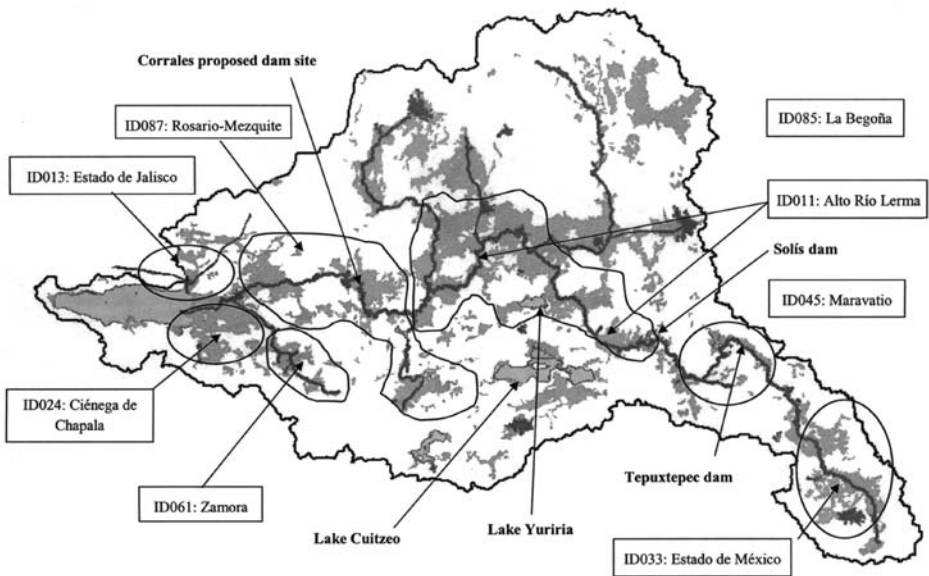 Corrales proposed dam site
ID087: Rosario-Mezquite
ID085: La Begoña
ID013: Estado de Jalisco
ID011: Alto Río Lerma
Solís dam
ID045: Maravatio
ID024: Ciénega de
Chapala
Tepuxtepec dam
ID061: Zamora
Lake Cuitzeo
Lake Yuriria
ID033: Estado de México